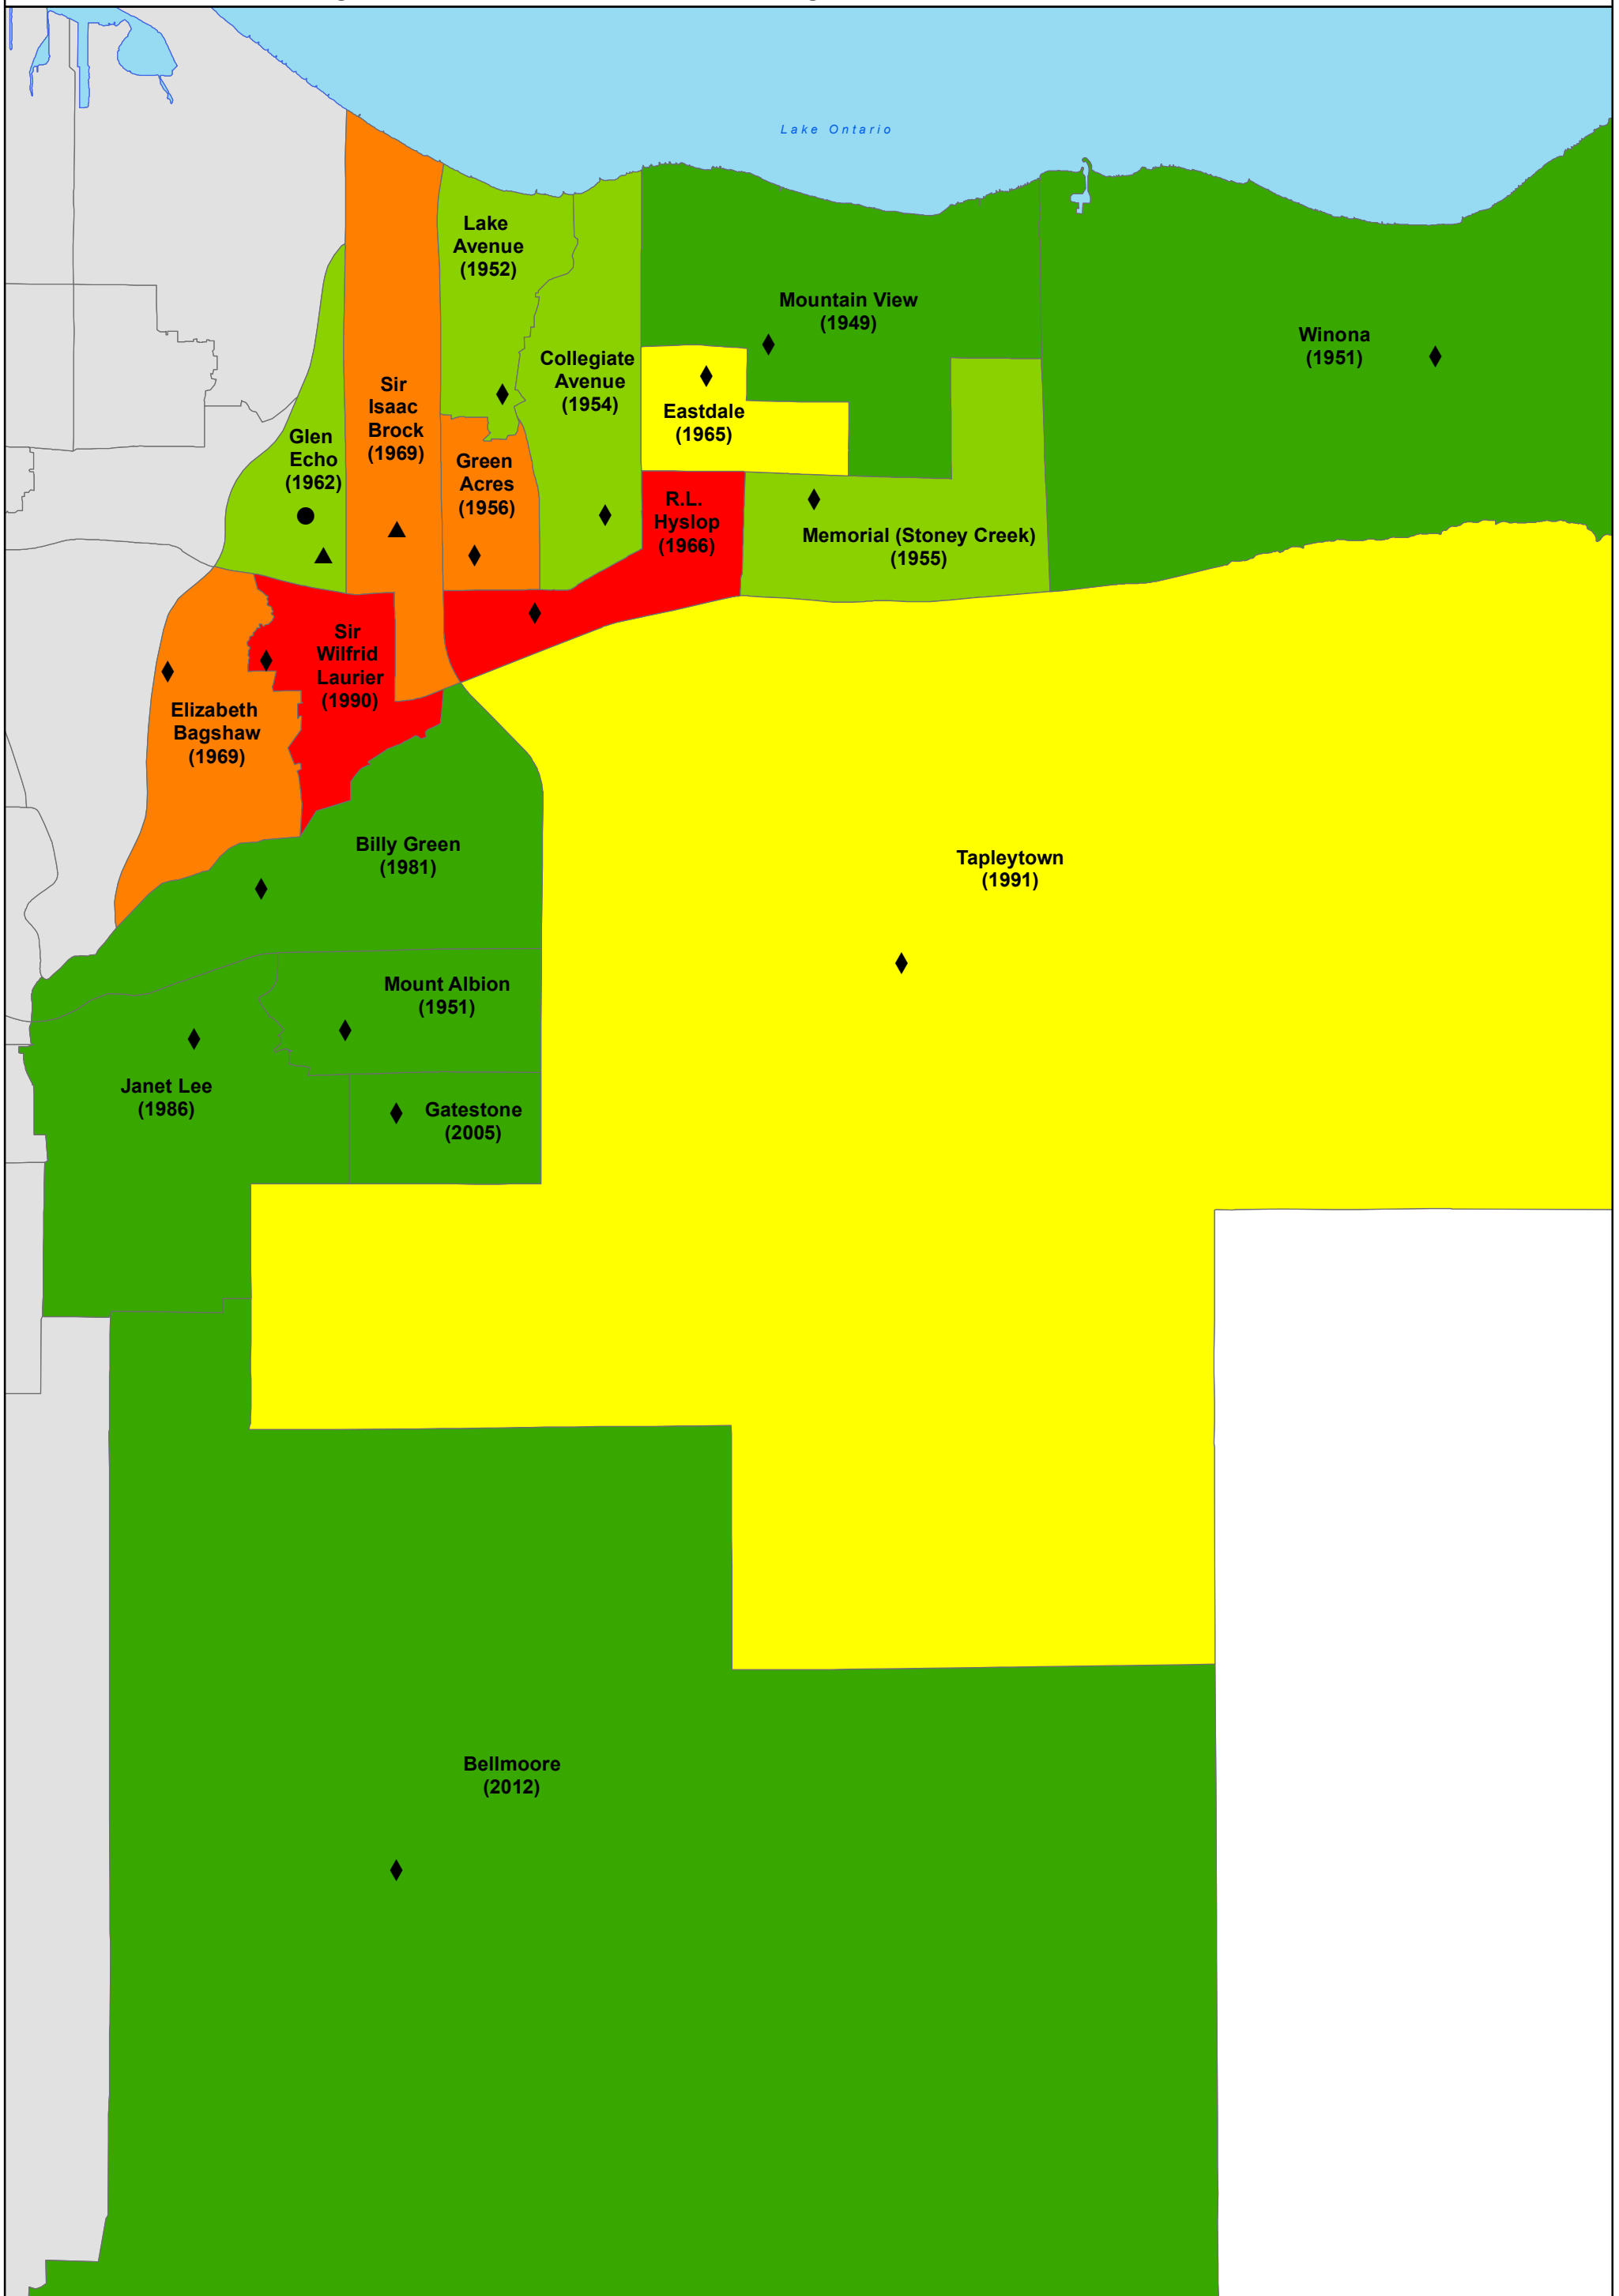 Lake Ontario
Lake
Avenue
(1952)
Mountain View
(1949)
Winona
(1951)
Collegiate
Avenue
(1954)
Sir
Isaac
Brock
(1969)
Eastdale
(1965)
Glen
Echo
(1962)
Green
Acres
(1956)
R.L.
Hyslop
(1966)
Memorial (Stoney Creek)
(1955)
Sir
Wilfrid
Laurier
(1990)
Elizabeth
Bagshaw
(1969)
Billy Green
(1981)
Tapleytown
(1991)
Mount Albion
(1951)
Janet Lee
(1986)
Gatestone
(2005)
Bellmoore
(2012)